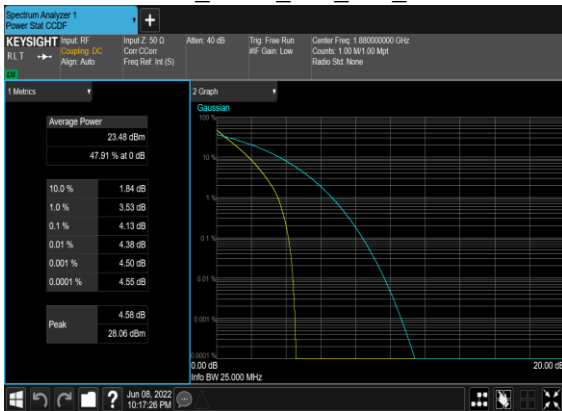 Spectrum Analyzer 1
Power Stat CCDF
+
KEYSIGHT Input: RF Input Z: 50 Ω Atten: 40 dB Trig: Free Run Center Freq: 1.880000000 GHz
RLT Coupling: DC Corr CCorr #IF Gain: Low Counts: 1.00 M/1.00 Mpt
Align: Auto Freq Ref: Int (S) Radio Std: None
1 Metrics
Average Power
23.48 dBm
47.91 % at 0 dB
10.0 % 1.84 dB
1.0 % 3.53 dB
0.1 % 4.13 dB
0.01 % 4.38 dB
0.001 % 4.50 dB
0.0001 % 4.55 dB
Peak 4.58 dB
28.06 dBm
2 Graph
Gaussian
100 %
10 %
1 %
0.1 %
0.01 %
0.001 %
0.0001 %
0.00 dB 20.00 dB
Info BW 25.000 MHz
? Jun 08, 2022
10:17:26 PM